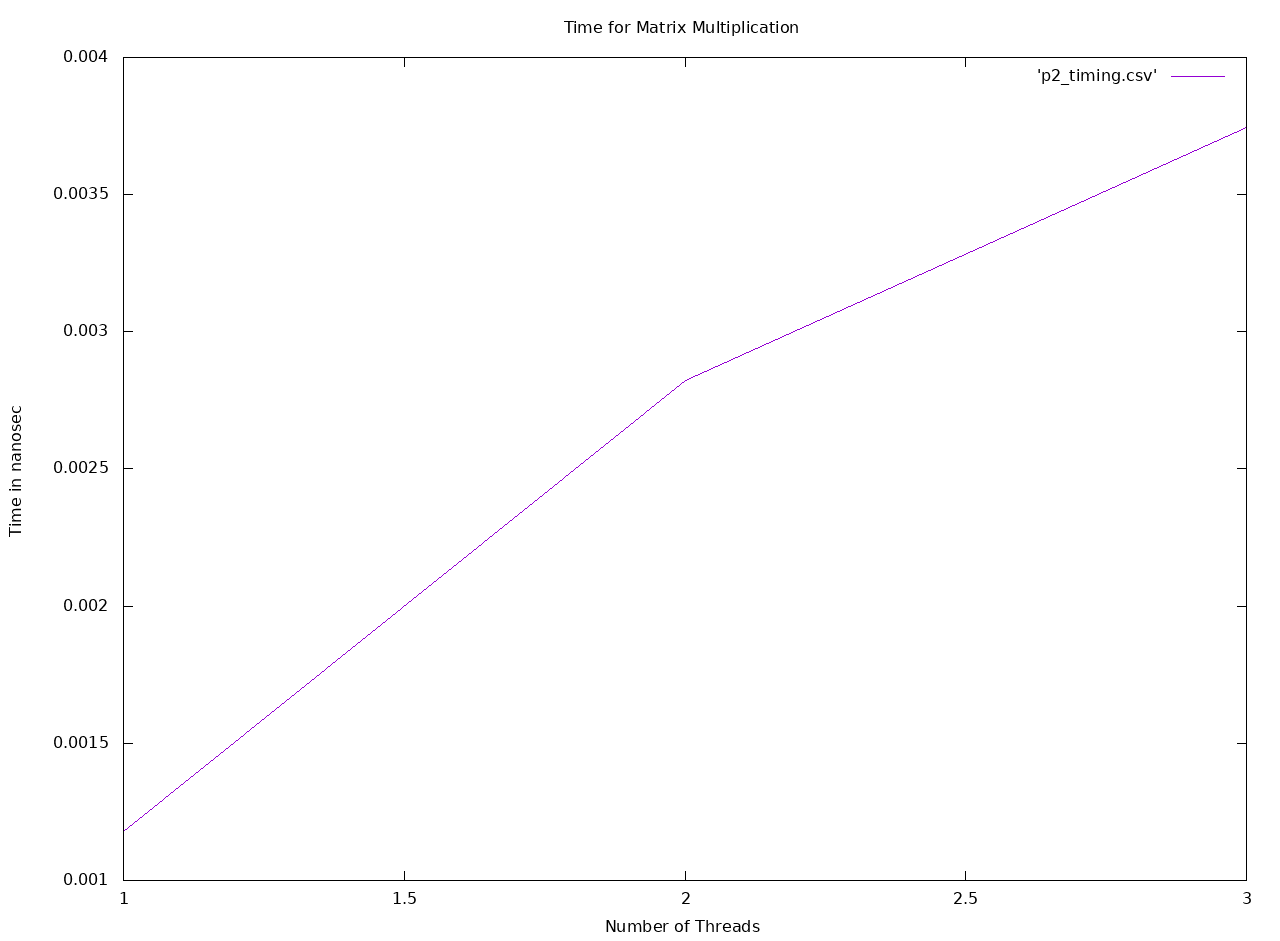 Time for Matrix Multiplication
0.004
'p2_timing.csv'
0.0035
0.003
0.0025
Time in nanosec
0.002
0.0015
0.001
1 1.5 2 2.5 3
Number of Threads